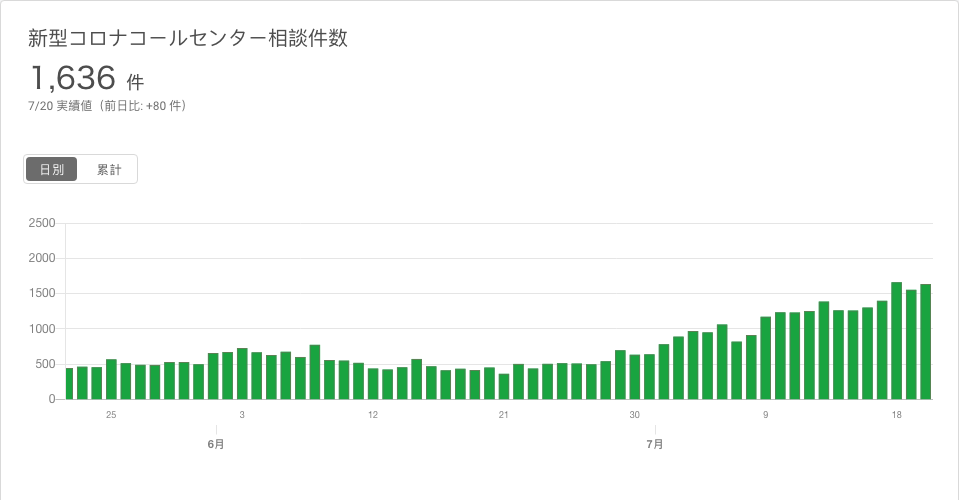 新型コロナコールセンター相談件数
1,636 件
7/20 実績値（前日比: +80 件）
日別 累計
2500
2000
1500
1000
500
0
25 3 12 21 30 9 18
6月 7月